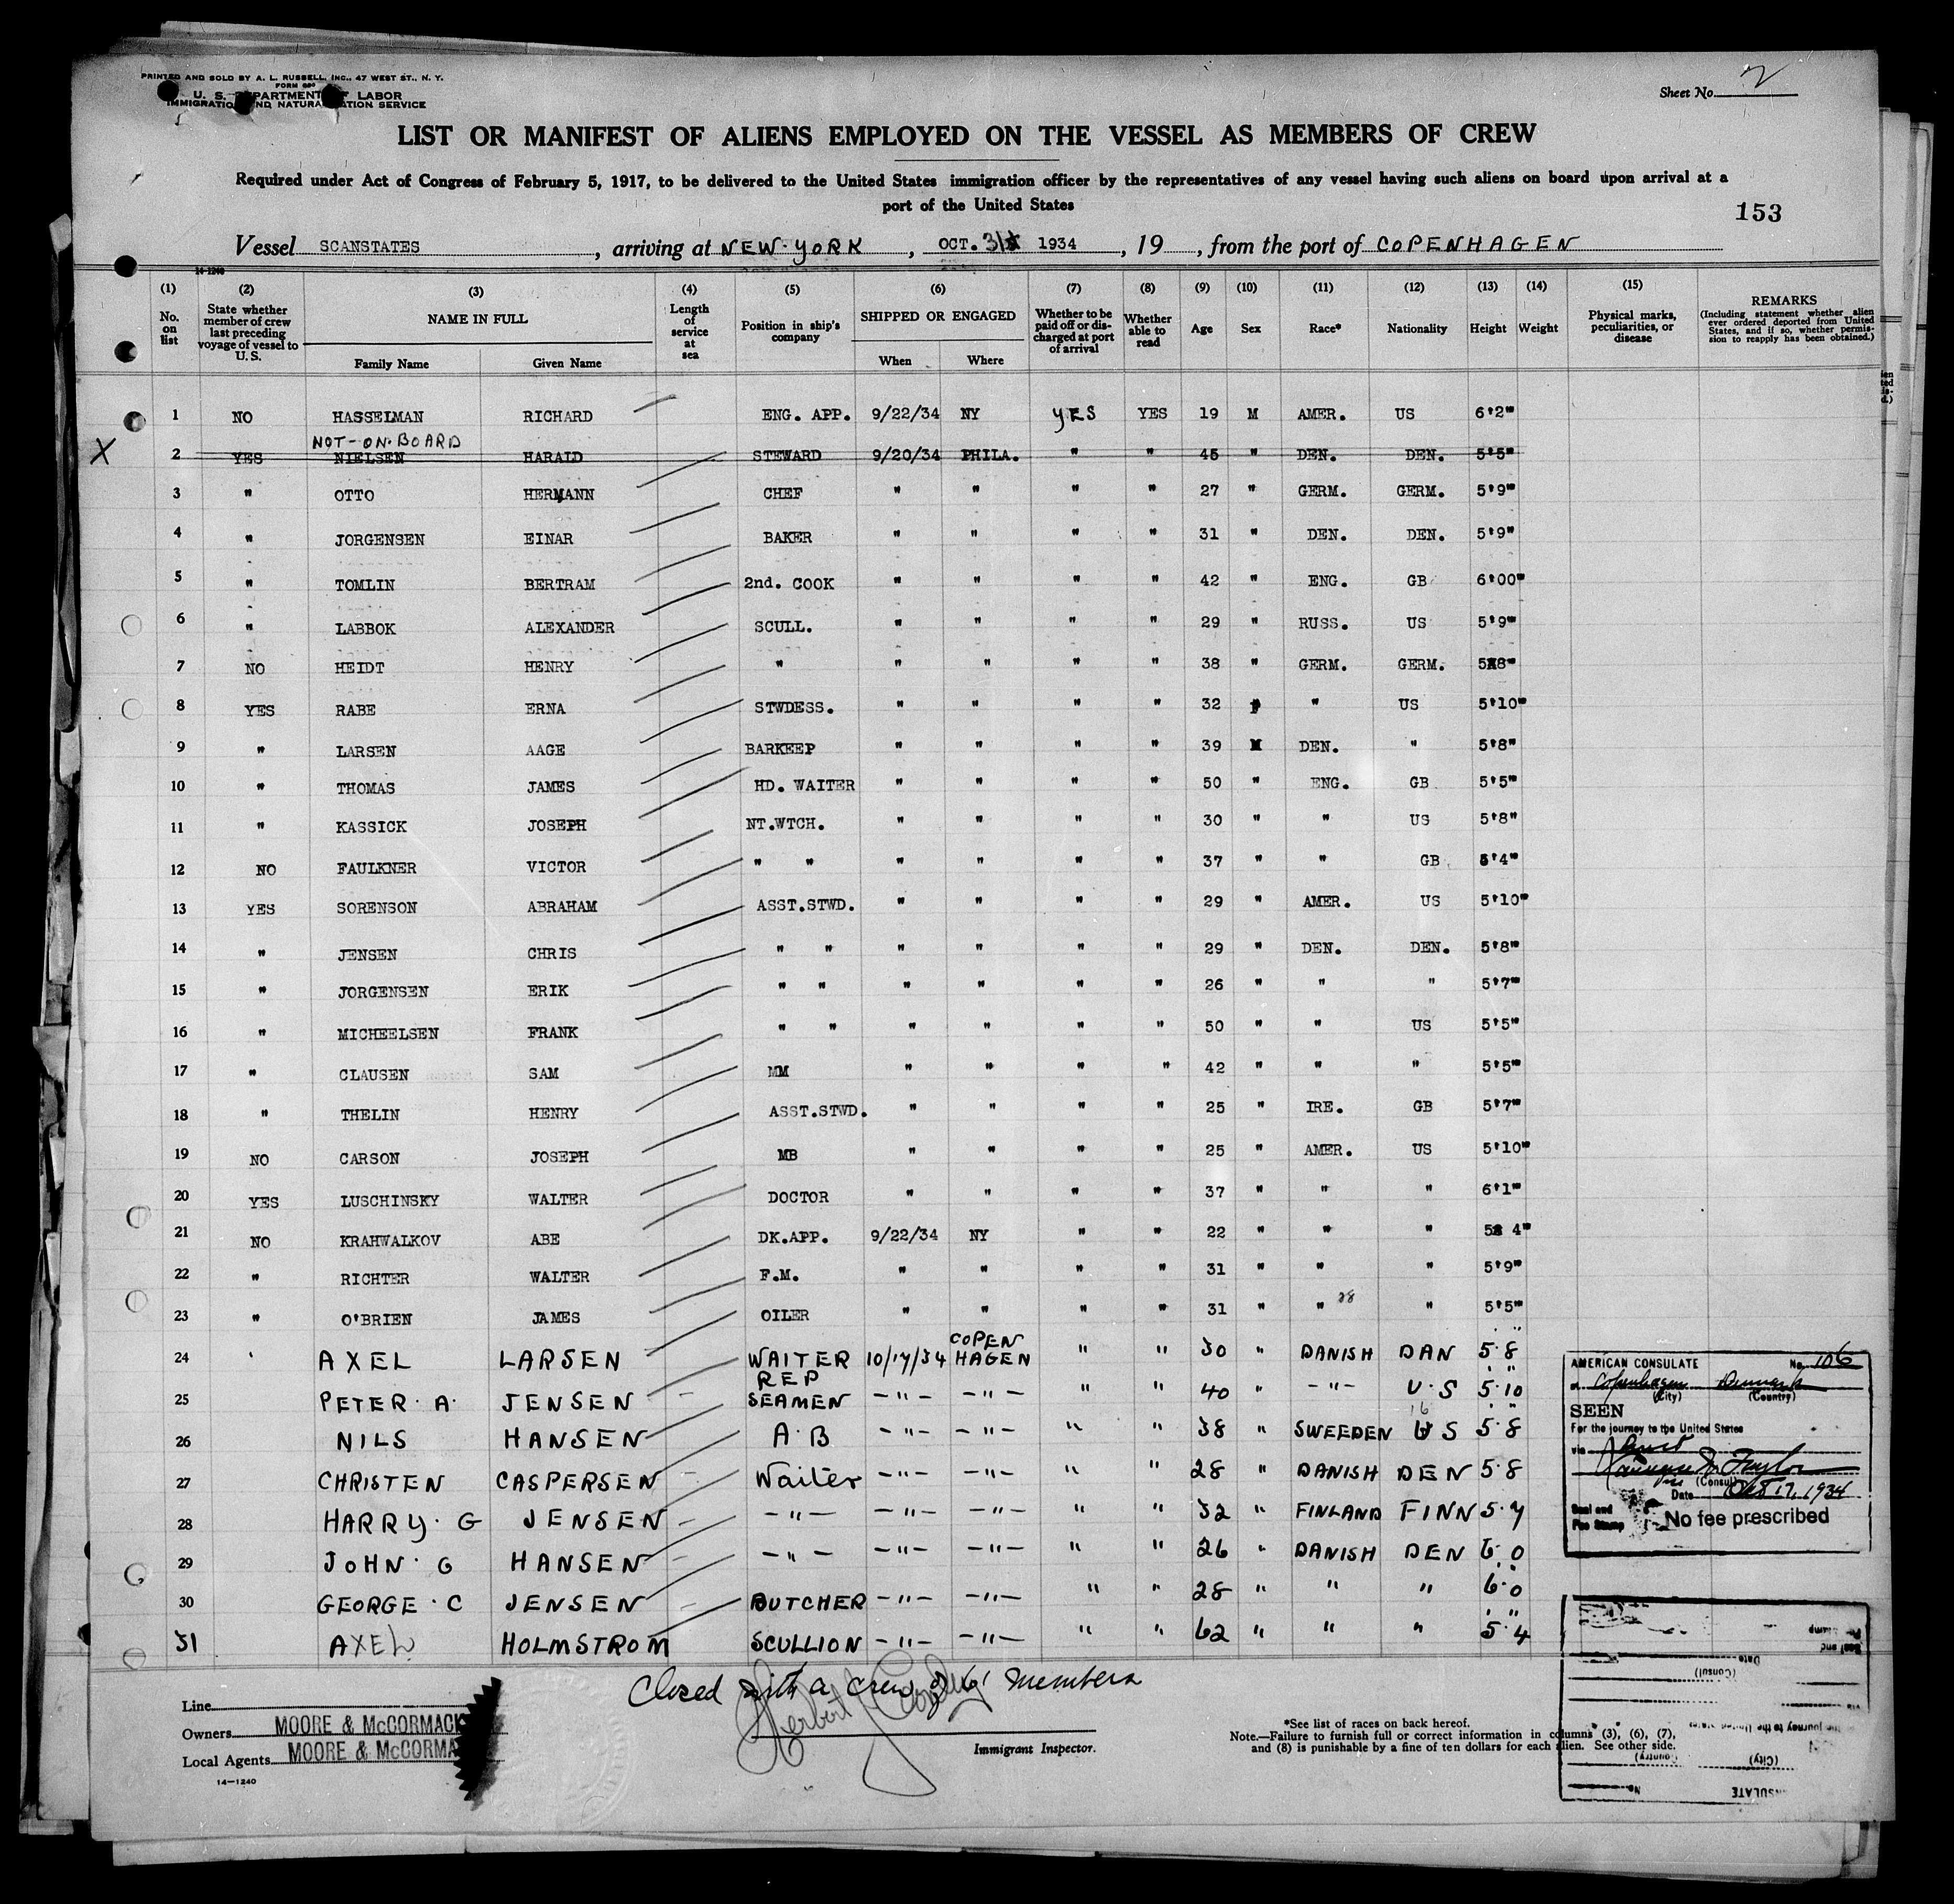 PRINTED AND SOLD BY A. L. RUSSELL, INC., 47 WEST ST., N. Y.
U. S. DEPARTMENT OF LABOR
IMMIGRATION AND NATURALIZATION SERVICE
Sheet No. 2
LIST OR MANIFEST OF ALIENS EMPLOYED ON THE VESSEL AS MEMBERS OF CREW
Required under Act of Congress of February 5, 1917, to be delivered to the United States immigration officer by the representatives of any vessel having such aliens on board upon arrival at a
port of the United States
153
Vessel SCANSTATES, arriving at NEW·YORK, OCT. 31 1934, 19, from the port of COPENHAGEN
14-1240
(1) No. on list (2) State whether member of crew last preceding voyage of vessel to U.S. (3) NAME IN FULL Family Name Given Name (4) Length of service at sea (5) Position in ship's company (6) SHIPPED OR ENGAGED When Where (7) Whether to be paid off or discharged at port of arrival (8) Whether able to read (9) Age (10) Sex (11) Race* (12) Nationality (13) Height (14) Weight (15) Physical marks, peculiarities, or disease REMARKS (Including statement whether alien ever ordered deported from United States, and if so, whether permission to reapply has been obtained.)
1 NO HASSELMAN RICHARD ENG. APP. 9/22/34 NY YES YES 19 M AMER. US 6'2"
NOT-ON-BOARD
X 2 YES NIELSEN HARALD STEWARD 9/20/34 PHILA. " " 45 " DEN. DEN. 5'5"
3 " OTTO HERMANN CHEF " " " " 27 " GERM. GERM. 5'9"
4 " JORGENSEN EINAR BAKER " " " " 31 " DEN. DEN. 5'9"
5 " TOMLIN BERTRAM 2nd. COOK " " " " 42 " ENG. GB 6'00"
6 " LABBOK ALEXANDER SCULL. " " " " 29 " RUSS. US 5'9"
7 NO HEIDT HENRY " " " " " 38 " GERM. GERM. 5'8"
8 YES RABE ERNA STWDESS. " " " " 32 F " US 5'10"
9 " LARSEN AAGE BARKEEP " " " " 39 M DEN. " 5'8"
10 " THOMAS JAMES HD. WAITER " " " " 50 " ENG. GB 5'5"
11 " KASSICK JOSEPH NT.WTCH. " " " " 30 " " US 5'8"
12 NO FAULKNER VICTOR " " " " " " 37 " " GB 5'4"
13 YES SORENSON ABRAHAM ASST.STWD. " " " " 29 " AMER. US 5'10"
14 " JENSEN CHRIS " " " " " " 29 " DEN. DEN. 5'8"
15 " JORGENSEN ERIK " " " " " " 26 " " " 5'7"
16 " MICHEELSEN FRANK " " " " " " 50 " " US 5'5"
17 " CLAUSEN SAM MM " " " " 42 " " " 5'5"
18 " THELIN HENRY ASST.STWD. " " " " 25 " IRE. GB 5'7"
19 NO CARSON JOSEPH MB " " " " 25 " AMER. US 5'10"
20 YES LUSCHINSKY WALTER DOCTOR " " " " 37 " " " 6'1"
21 NO KRAHWALKOV ABE DK.APP. 9/22/34 NY " " 22 " " " 5' 4"
22 " RICHTER WALTER F.M. " " " " 31 " " " 5'9"
23 " O'BRIEN JAMES OILER " " " " 31 " " 28 " 5'5"
24 AXEL LARSEN WAITER 10/17/34 COPENHAGEN " " 30 " DANISH DAN 5'8"
25 PETER·A· JENSEN REP SEAMEN -"- -"- " " 40 " -"- U·S 5'10"
26 NILS HANSEN A·B -"- -"- " " 38 " SWEEDEN US 5'8"
27 CHRISTEN CASPERSEN Waiter -"- -"- " " 28 " DANISH DEN 5·8
28 HARRY·G JENSEN -"- -"- -"- " " 32 " FINLAND FINN 5·7
29 JOHN·G HANSEN -"- -"- -"- " " 26 " DANISH DEN 6·0
30 GEORGE·C JENSEN BUTCHER -"- -"- " " 28 " " " 6·0
31 AXEL HOLMSTROM SCULLION -"- -"- " " 62 " " " 5'4"
AMERICAN CONSULATE No. 106
at Copenhagen Denmark
(City) (Country)
SEEN
For the journey to the United States
via
(Consul)
Date Oct 17, 1934
Seal and
Fee Stamp
No fee prescribed
Closed with a crew of 61 members
Line
Owners MOORE & McCORMACK
Local Agents MOORE & McCORMA
14-1240
Immigrant Inspector.
*See list of races on back hereof.
Note.—Failure to furnish full or correct information in columns (3), (6), (7),
and (8) is punishable by a fine of ten dollars for each alien. See other side.